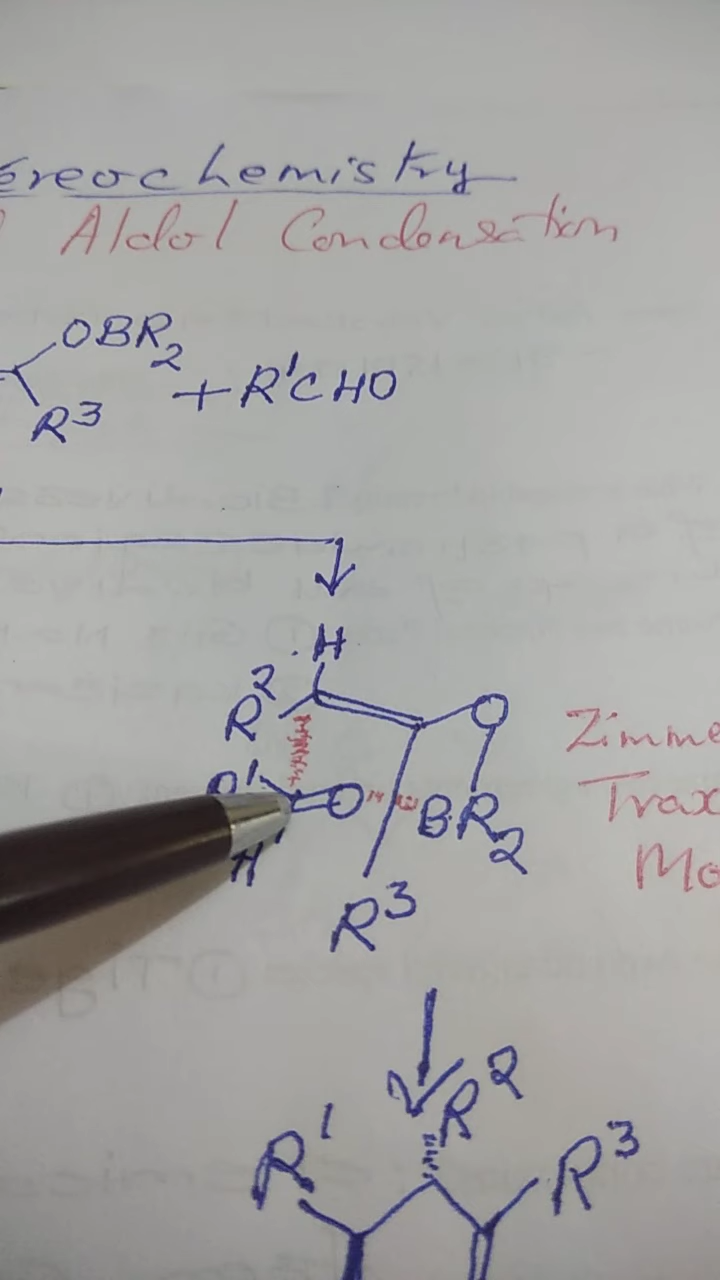 ereochemistry
Aldol Condensation
OBR2
+ R'CHO
R3
H
R2
O
Zimme
R'
O
BR2
Trax
H
Mo
R3
R2
R1
R3